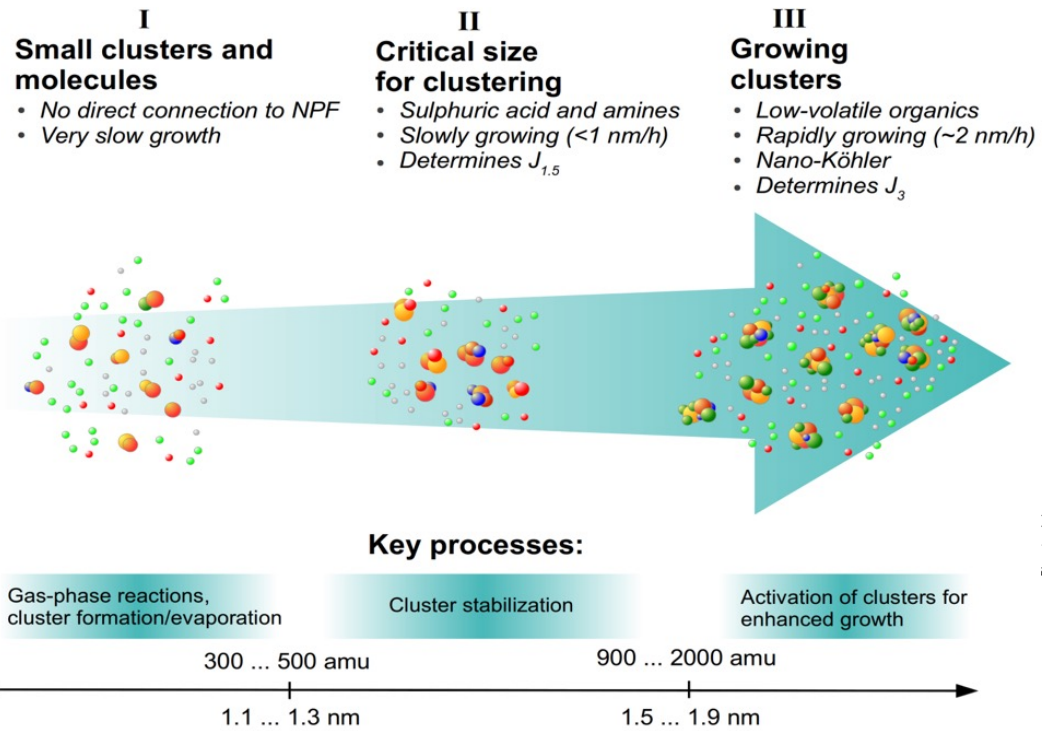 I
Small clusters and
molecules
• No direct connection to NPF
• Very slow growth
II
Critical size
for clustering
• Sulphuric acid and amines
• Slowly growing (<1 nm/h)
• Determines J1.5
III
Growing
clusters
• Low-volatile organics
• Rapidly growing (~2 nm/h)
• Nano-Köhler
• Determines J3
Key processes:
Gas-phase reactions,
cluster formation/evaporation
Cluster stabilization
Activation of clusters for
enhanced growth
300 ... 500 amu
900 ... 2000 amu
1.1 ... 1.3 nm
1.5 ... 1.9 nm